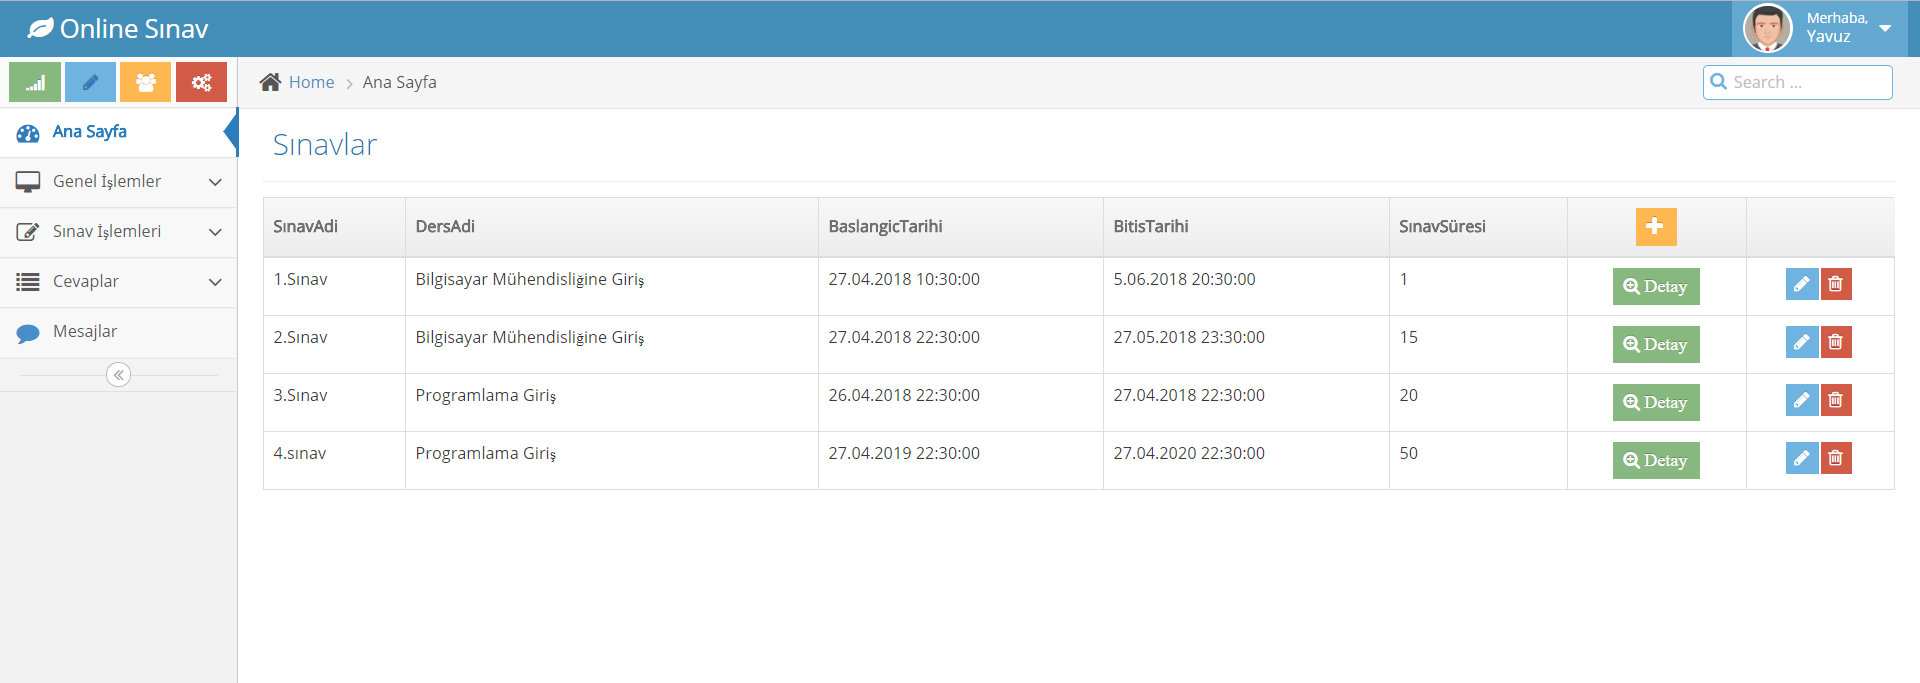 Online Sınav
Merhaba,
Yavuz
Home
Ana Sayfa
Search ...
Ana Sayfa
Genel İşlemler
Sınav İşlemleri
Cevaplar
Mesajlar
Sınavlar
SınavAdi DersAdi BaslangicTarihi BitisTarihi SınavSüresi
1.Sınav Bilgisayar Mühendisliğine Giriş 27.04.2018 10:30:00 5.06.2018 20:30:00 1 Detay
2.Sınav Bilgisayar Mühendisliğine Giriş 27.04.2018 22:30:00 27.05.2018 23:30:00 15 Detay
3.Sınav Programlama Giriş 26.04.2018 22:30:00 27.04.2018 22:30:00 20 Detay
4.sınav Programlama Giriş 27.04.2019 22:30:00 27.04.2020 22:30:00 50 Detay